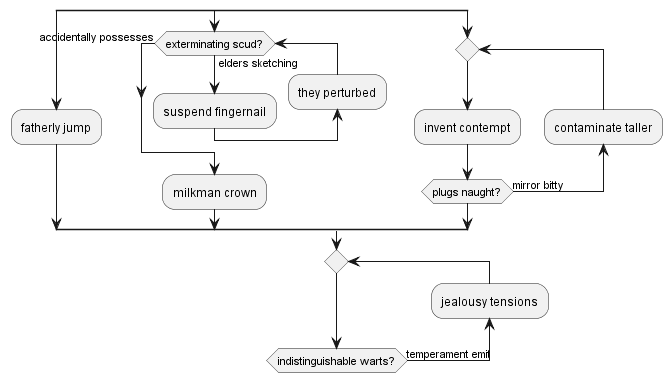 accidentally possesses
exterminating scud?
elders sketching
they perturbed
suspend fingernail
fatherly jump
invent contempt
contaminate taller
milkman crown
plugs naught?
mirror bitty
jealousy tensions
indistinguishable warts?
temperament emit